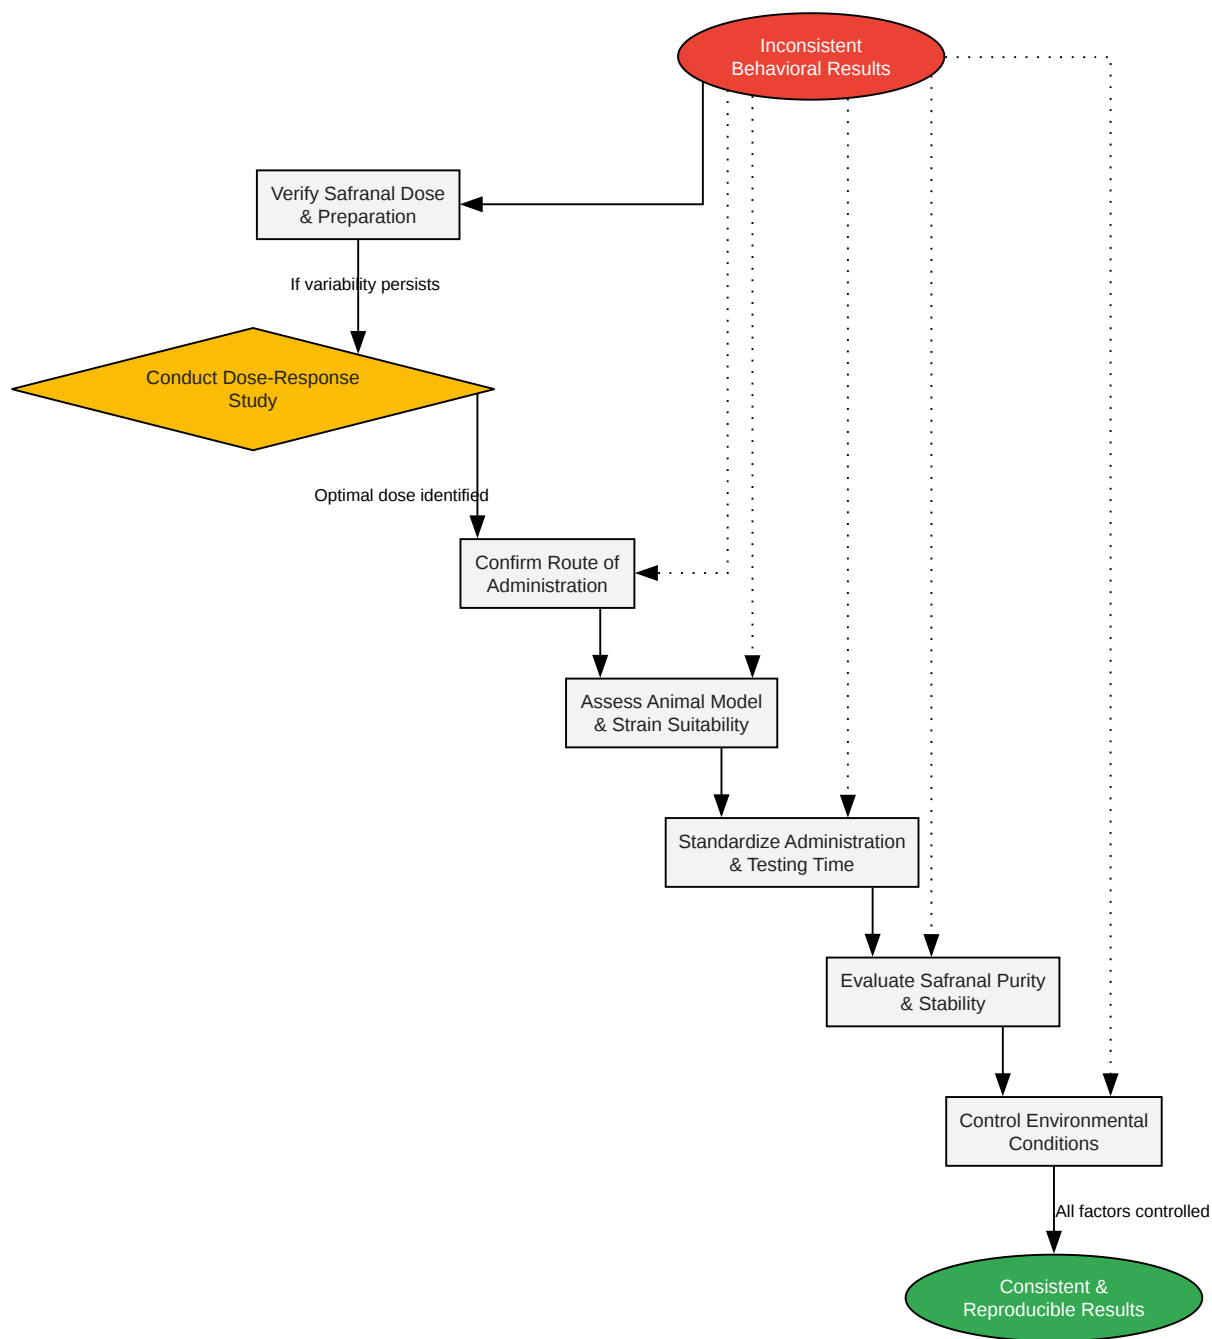 Inconsistent
Behavioral Results
Verify Safranal Dose
& Preparation
If variability persists
Conduct Dose-Response
Study
Optimal dose identified
Confirm Route of
Administration
Assess Animal Model
& Strain Suitability
Standardize Administration
& Testing Time
Evaluate Safranal Purity
& Stability
Control Environmental
Conditions
All factors controlled
Consistent &
Reproducible Results